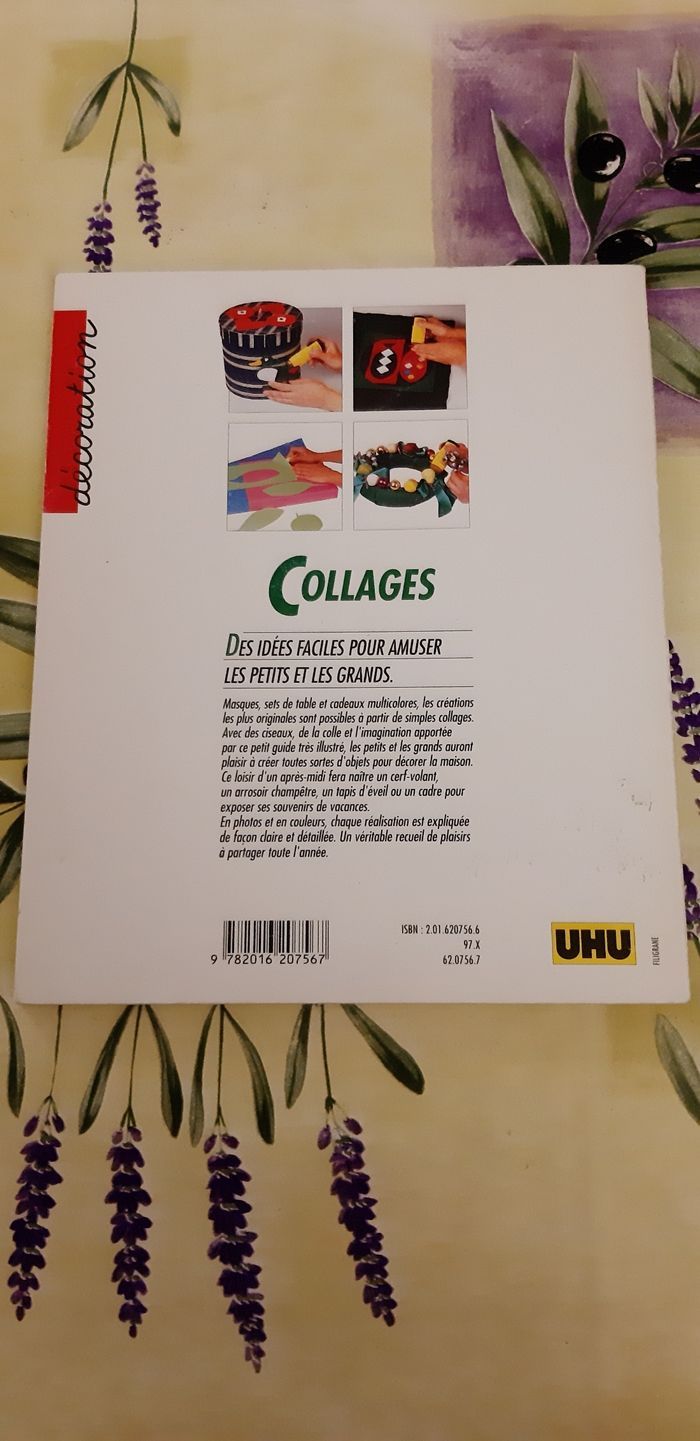 décoration
COLLAGES
DES IDÉES FACILES POUR AMUSER
LES PETITS ET LES GRANDS.
Masques, sets de table et cadeaux multicolores, les créations
les plus originales sont possibles à partir de simples collages.
Avec des ciseaux, de la colle et l'imagination apportée
par ce petit guide très illustré, les petits et les grands auront
plaisir à créer toutes sortes d'objets pour décorer la maison.
Ce loisir d'un après-midi fera naître un cerf-volant,
un arrosoir champêtre, un tapis d'éveil ou un cadre pour
exposer ses souvenirs de vacances.
En photos et en couleurs, chaque réalisation est expliquée
de façon claire et détaillée. Un véritable recueil de plaisirs
à partager toute l'année.
9 782016 207567
ISBN : 2.01.620756.6
97.X
62.0756.7
UHU
FILIGRANE